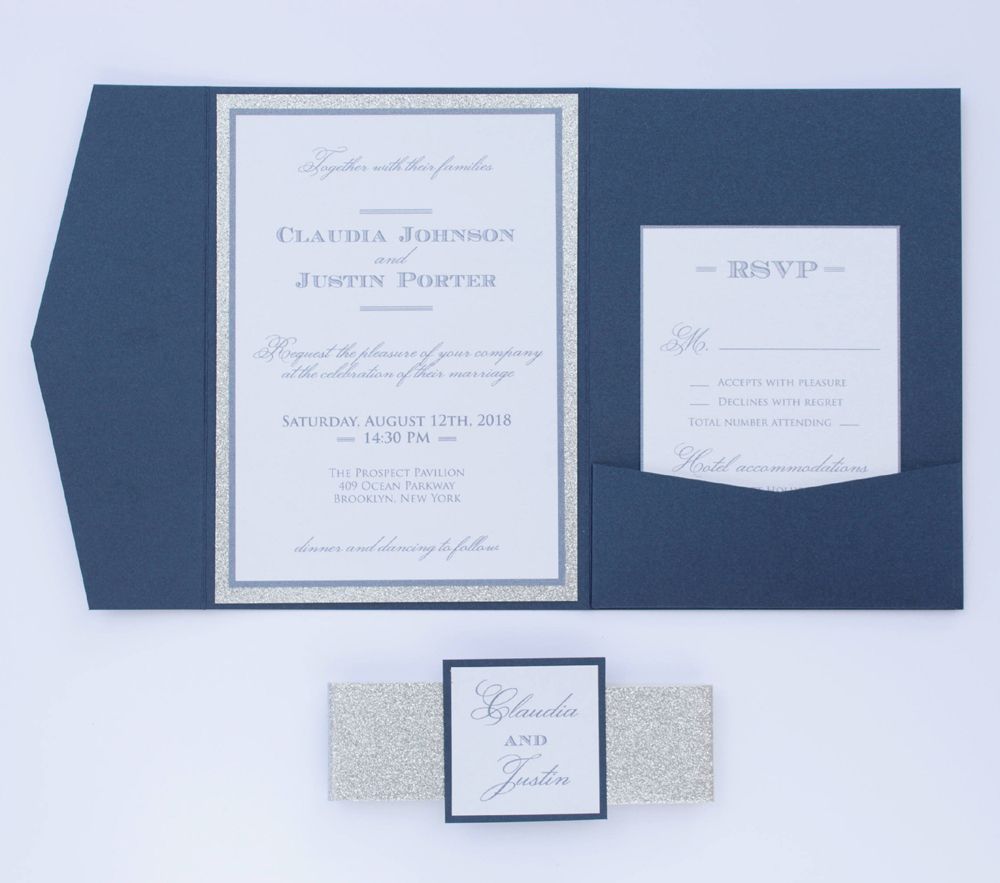 Together with their families
Claudia Johnson
and
Justin Porter
Request the pleasure of your company
at the celebration of their marriage
Saturday, August 12th, 2018
14:30 PM
The Prospect Pavilion
409 Ocean Parkway
Brooklyn, New York
dinner and dancing to follow
RSVP
M.
Accepts with pleasure
Declines with regret
Total number attending
Hotel accommodations
Claudia
and
Justin